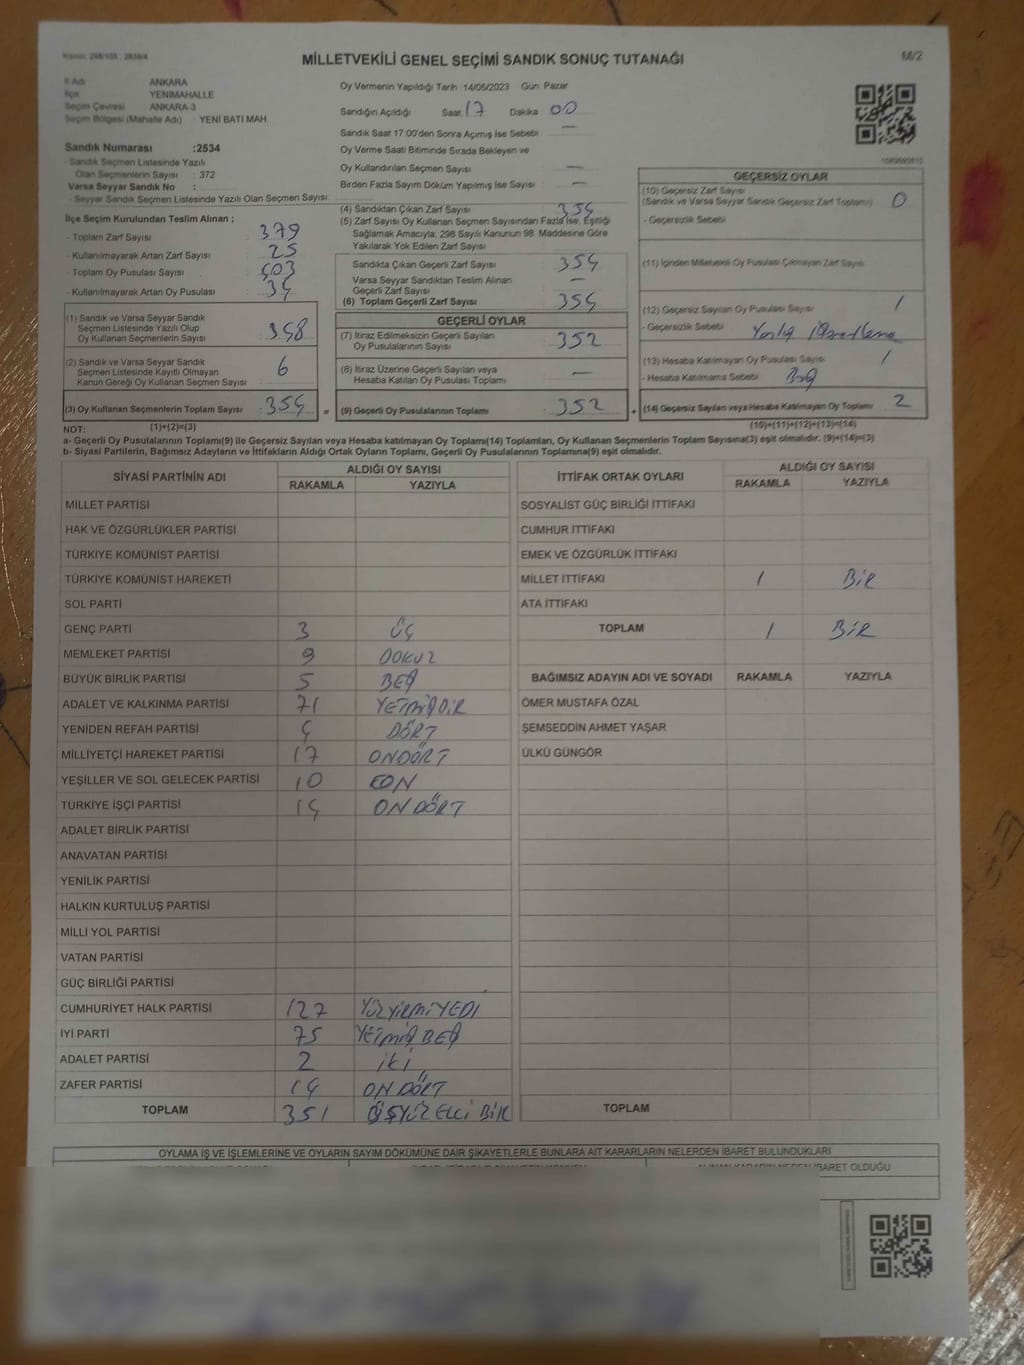 Kanun: 298/105 - 2839/4
MİLLETVEKİLİ GENEL SEÇİMİ SANDIK SONUÇ TUTANAĞI
M/2
İl Adı ANKARA
İlçe YENİMAHALLE
Seçim Çevresi ANKARA-3
Seçim Bölgesi (Mahalle Adı) YENİ BATI MAH
Sandık Numarası :2534
- Sandık Seçmen Listesinde Yazılı
Olan Seçmenlerin Sayısı : 372
Varsa Seyyar Sandık No :
- Seyyar Sandık Seçmen Listesinde Yazılı Olan Seçmen Sayısı:
İlçe Seçim Kurulundan Teslim Alınan ;
- Toplam Zarf Sayısı : 379
- Kullanılmayarak Artan Zarf Sayısı : 25
- Toplam Oy Pusulası Sayısı : 403
- Kullanılmayarak Artan Oy Pusulası :
(1) Sandık ve Varsa Seyyar Sandık
Seçmen Listesinde Yazılı Olup
Oy Kullanan Seçmenlerin Sayısı : 348
(2) Sandık ve Varsa Seyyar Sandık
Seçmen Listesinde Kayıtlı Olmayan
Kanun Gereği Oy Kullanan Seçmen Sayısı : 6
(3) Oy Kullanan Seçmenlerin Toplam Sayısı : 354 =
Oy Vermenin Yapıldığı Tarih : 14/05/2023 Gün: Pazar
Sandığın Açıldığı Saat: 17 Dakika : 00
Sandık Saat 17:00'den Sonra Açımış İse Sebebi : —
Oy Verme Saati Bitiminde Sırada Bekleyen ve
Oy Kullandırılan Seçmen Sayısı : —
Birden Fazla Sayım Döküm Yapılmış İse Sayısı : —
(4) Sandıktan Çıkan Zarf Sayısı : 354
(5) Zarf Sayısı Oy Kullanan Seçmen Sayısından Fazla İse, Eşitliği
Sağlamak Amacıyla; 298 Sayılı Kanunun 98. Maddesine Göre
Yakılarak Yok Edilen Zarf Sayısı
Sandıkta Çıkan Geçerli Zarf Sayısı : 354
Varsa Seyyar Sandıktan Teslim Alınan
Geçerli Zarf Sayısı : —
(6) Toplam Geçerli Zarf Sayısı : 354
GEÇERLİ OYLAR
(7) İtiraz Edilmeksizin Geçerli Sayılan
Oy Pusulalarının Sayısı : 352
(8) İtiraz Üzerine Geçerli Sayılan veya
Hesaba Katılan Oy Pusulası Toplamı : —
(9) Geçerli Oy Pusulalarının Toplamı : 352 +
GEÇERSİZ OYLAR
(10) Geçersiz Zarf Sayısı
(Sandık ve Varsa Seyyar Sandık Geçersiz Zarf Toplamı) : 0
- Geçersizlik Sebebi
(11) İçinden Milletvekili Oy Pusulası Çıkmayan Zarf Sayısı
(12) Geçersiz Sayılan Oy Pusulası Sayısı : 1
- Geçersizlik Sebebi
(13) Hesaba Katılmayan Oy Pusulası Sayısı : 1
- Hesaba Katılmama Sebebi : Boş
(14) Geçersiz Sayılan veya Hesaba Katılmayan Oy Toplamı : 2
NOT: (1)+(2)=(3)
(10)+(11)+(12)+(13)=(14)
a- Geçerli Oy Pusulalarının Toplamı(9) ile Geçersiz Sayılan veya Hesaba katılmayan Oy Toplamı(14) Toplamları, Oy Kullanan Seçmenlerin Toplam Sayısına(3) eşit olmalıdır. (9)+(14)=(3)
b- Siyasi Partilerin, Bağımsız Adayların ve İttifakların Aldığı Oyların Toplamı, Geçerli Oy Pusulalarının Toplamına(9) eşit olmalıdır.
SİYASİ PARTİNİN ADI ALDIĞI OY SAYISI
RAKAMLA YAZIYLA
MİLLET PARTİSİ
HAK VE ÖZGÜRLÜKLER PARTİSİ
TÜRKİYE KOMÜNİST PARTİSİ
TÜRKİYE KOMÜNİST HAREKETİ
SOL PARTİ
GENÇ PARTİ 3 ÜÇ
MEMLEKET PARTİSİ 9 DOKUZ
BÜYÜK BİRLİK PARTİSİ 5 BEŞ
ADALET VE KALKINMA PARTİSİ 71 YETMİŞBİR
YENİDEN REFAH PARTİSİ 4 DÖRT
MİLLİYETÇİ HAREKET PARTİSİ 17 ONDÖRT
YEŞİLLER VE SOL GELECEK PARTİSİ 10 ON
TÜRKİYE İŞÇİ PARTİSİ 14 ON DÖRT
ADALET BİRLİK PARTİSİ
ANAVATAN PARTİSİ
YENİLİK PARTİSİ
HALKIN KURTULUŞ PARTİSİ
MİLLİ YOL PARTİSİ
VATAN PARTİSİ
GÜÇ BİRLİĞİ PARTİSİ
CUMHURİYET HALK PARTİSİ 127 YÜZYİRMİYEDİ
İYİ PARTİ 75 YETMİŞ BEŞ
ADALET PARTİSİ 2 İKİ
ZAFER PARTİSİ 14 ON DÖRT
TOPLAM 351 ÜÇYÜZ ELLİ BİR
İTTİFAK ORTAK OYLARI ALDIĞI OY SAYISI
RAKAMLA YAZIYLA
SOSYALİST GÜÇ BİRLİĞİ İTTİFAKI
CUMHUR İTTİFAKI
EMEK VE ÖZGÜRLÜK İTTİFAKI
MİLLET İTTİFAKI 1 BİR
ATA İTTİFAKI
TOPLAM 1 BİR
BAĞIMSIZ ADAYIN ADI VE SOYADI RAKAMLA YAZIYLA
ÖMER MUSTAFA ÖZAL
ŞEMSEDDİN AHMET YAŞAR
ÜLKÜ GÜNGÖR
TOPLAM
OYLAMA İŞ VE İŞLEMLERİNE VE OYLARIN SAYIM DÖKÜMÜNE DAİR ŞİKAYETLERLE BUNLARA AİT KARARLARIN NELERDEN İBARET BULUNDUKLARI